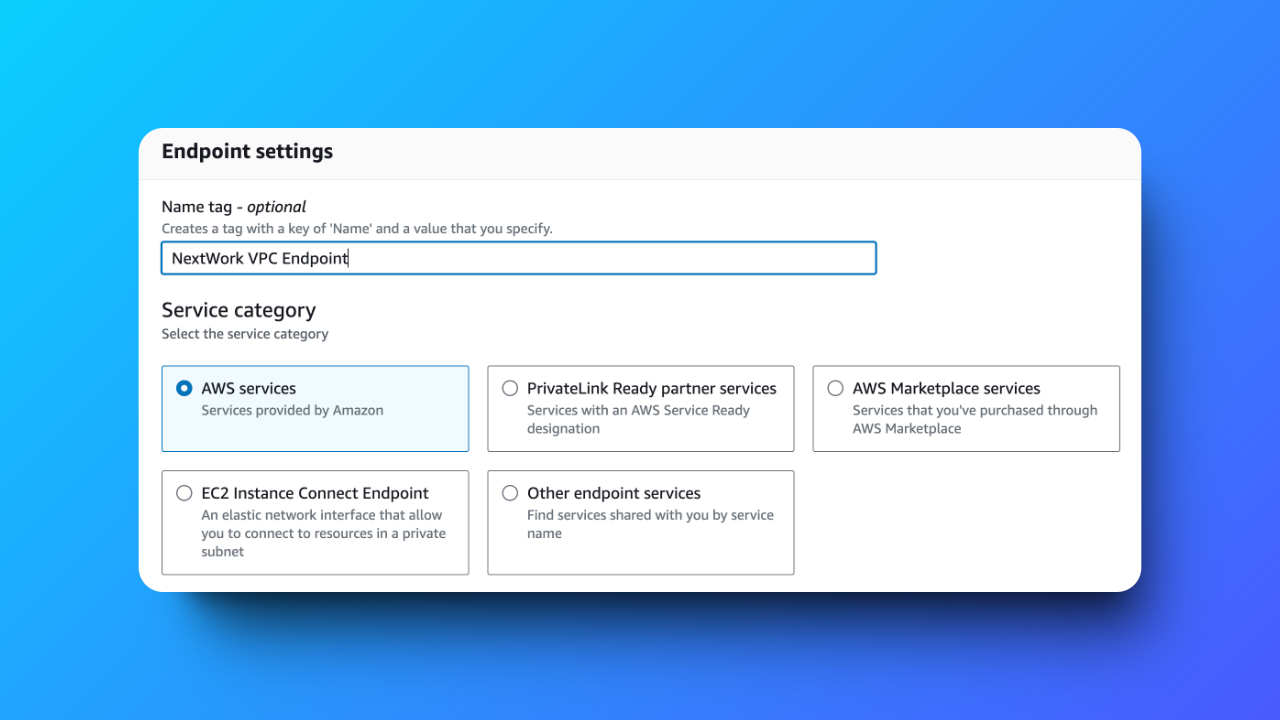 Endpoint settings
Name tag - optional
Creates a tag with a key of 'Name' and a value that you specify.
NextWork VPC Endpoint
Service category
Select the service category
AWS services
Services provided by Amazon
PrivateLink Ready partner services
Services with an AWS Service Ready
designation
AWS Marketplace services
Services that you've purchased through
AWS Marketplace
EC2 Instance Connect Endpoint
An elastic network interface that allow
you to connect to resources in a private
subnet
Other endpoint services
Find services shared with you by service
name